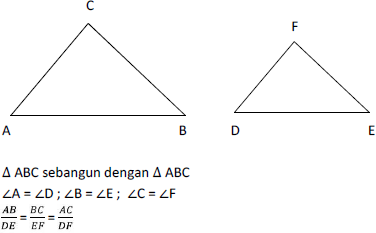 C
F
A
B
D
E
Δ ABC sebangun dengan Δ ABC
∠A = ∠D ; ∠B = ∠E ; ∠C = ∠F
AB/DE = BC/EF = AC/DF